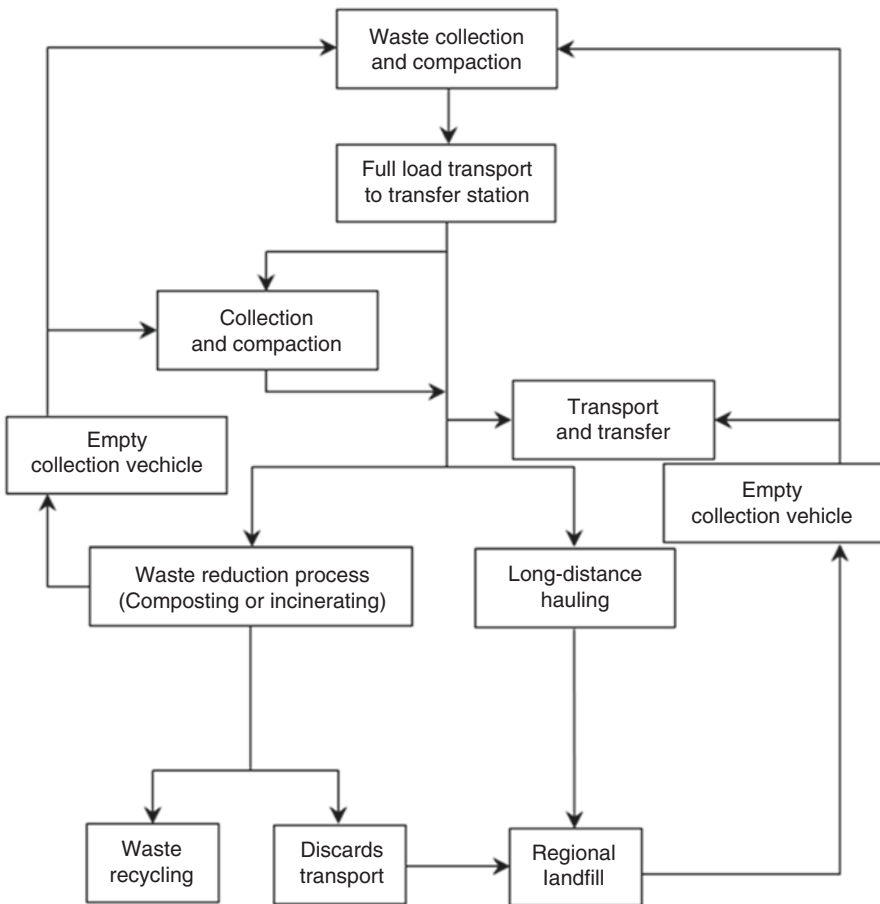 Waste collection
and compaction
Full load transport
to transfer station
Collection
and compaction
Transport
and transfer
Empty
collection vechicle
Empty
collection vehicle
Waste reduction process
(Composting or incinerating)
Long-distance
hauling
Waste
recycling
Discards
transport
Regional
landfill